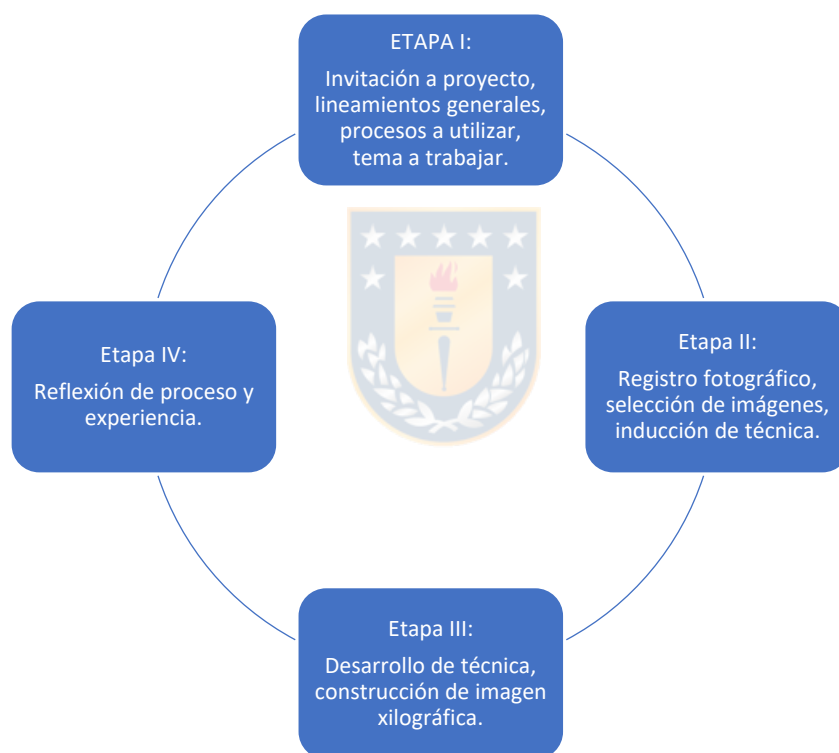 ETAPA I:
Invitación a proyecto,
lineamientos generales,
procesos a utilizar,
tema a trabajar.
Etapa II:
Registro fotográfico,
selección de imágenes,
inducción de técnica.
Etapa III:
Desarrollo de técnica,
construcción de imagen
xilográfica.
Etapa IV:
Reflexión de proceso y
experiencia.